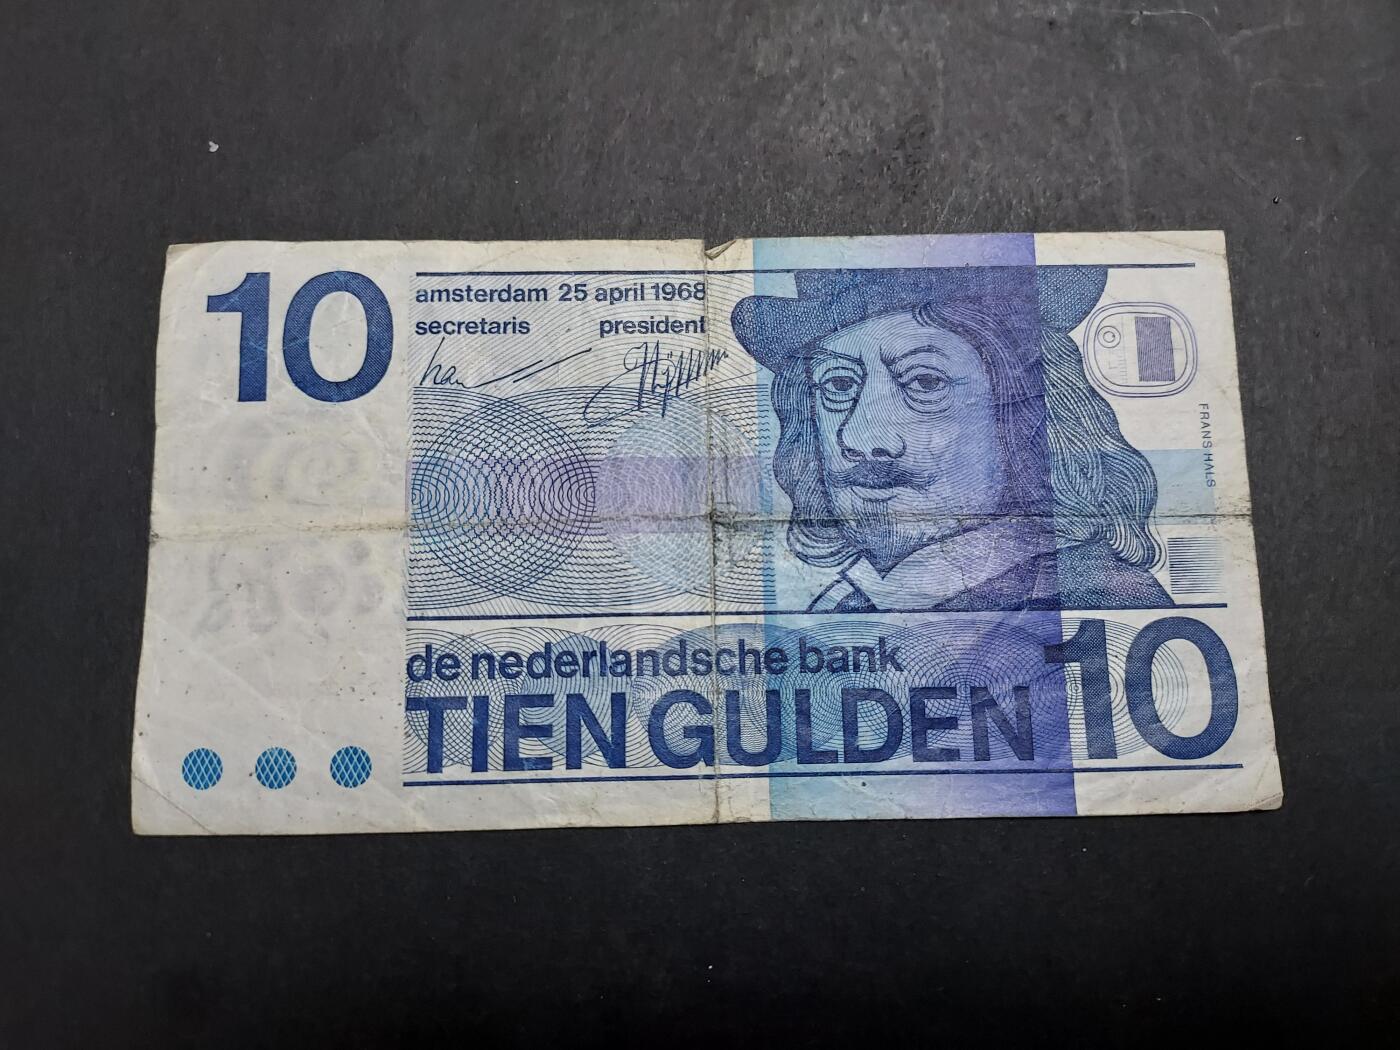 10
amsterdam 25 april 1968
secretaris president
FRANS HALS
de nederlandsche bank
TIEN GULDEN
10